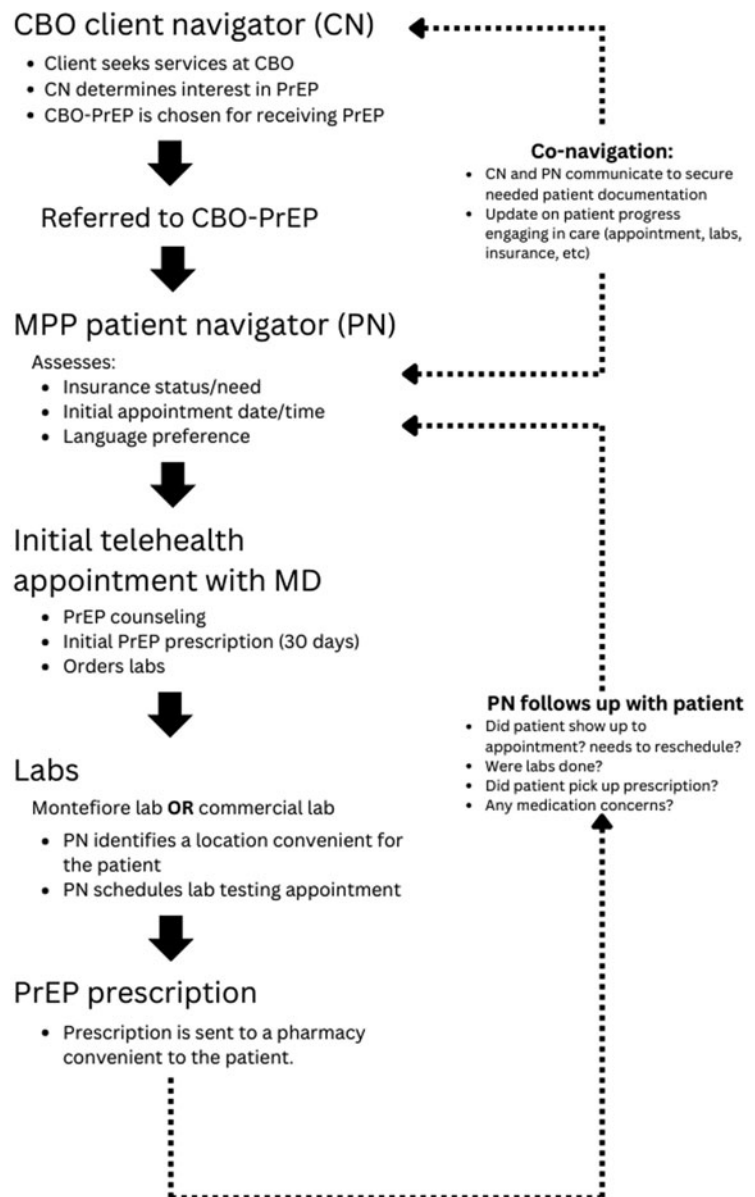 CBO client navigator (CN)
• Client seeks services at CBO
• CN determines interest in PrEP
• CBO-PrEP is chosen for receiving PrEP
Referred to CBO-PrEP
MPP patient navigator (PN)
Assesses:
• Insurance status/need
• Initial appointment date/time
• Language preference
Initial telehealth
appointment with MD
• PrEP counseling
• Initial PrEP prescription (30 days)
• Orders labs
Labs
Montefiore lab OR commercial lab
• PN identifies a location convenient for
the patient
• PN schedules lab testing appointment
PrEP prescription
• Prescription is sent to a pharmacy
convenient to the patient.
Co-navigation:
• CN and PN communicate to secure
needed patient documentation
• Update on patient progress
engaging in care (appointment, labs,
insurance, etc)
PN follows up with patient
• Did patient show up to
appointment? needs to reschedule?
• Were labs done?
• Did patient pick up prescription?
• Any medication concerns?